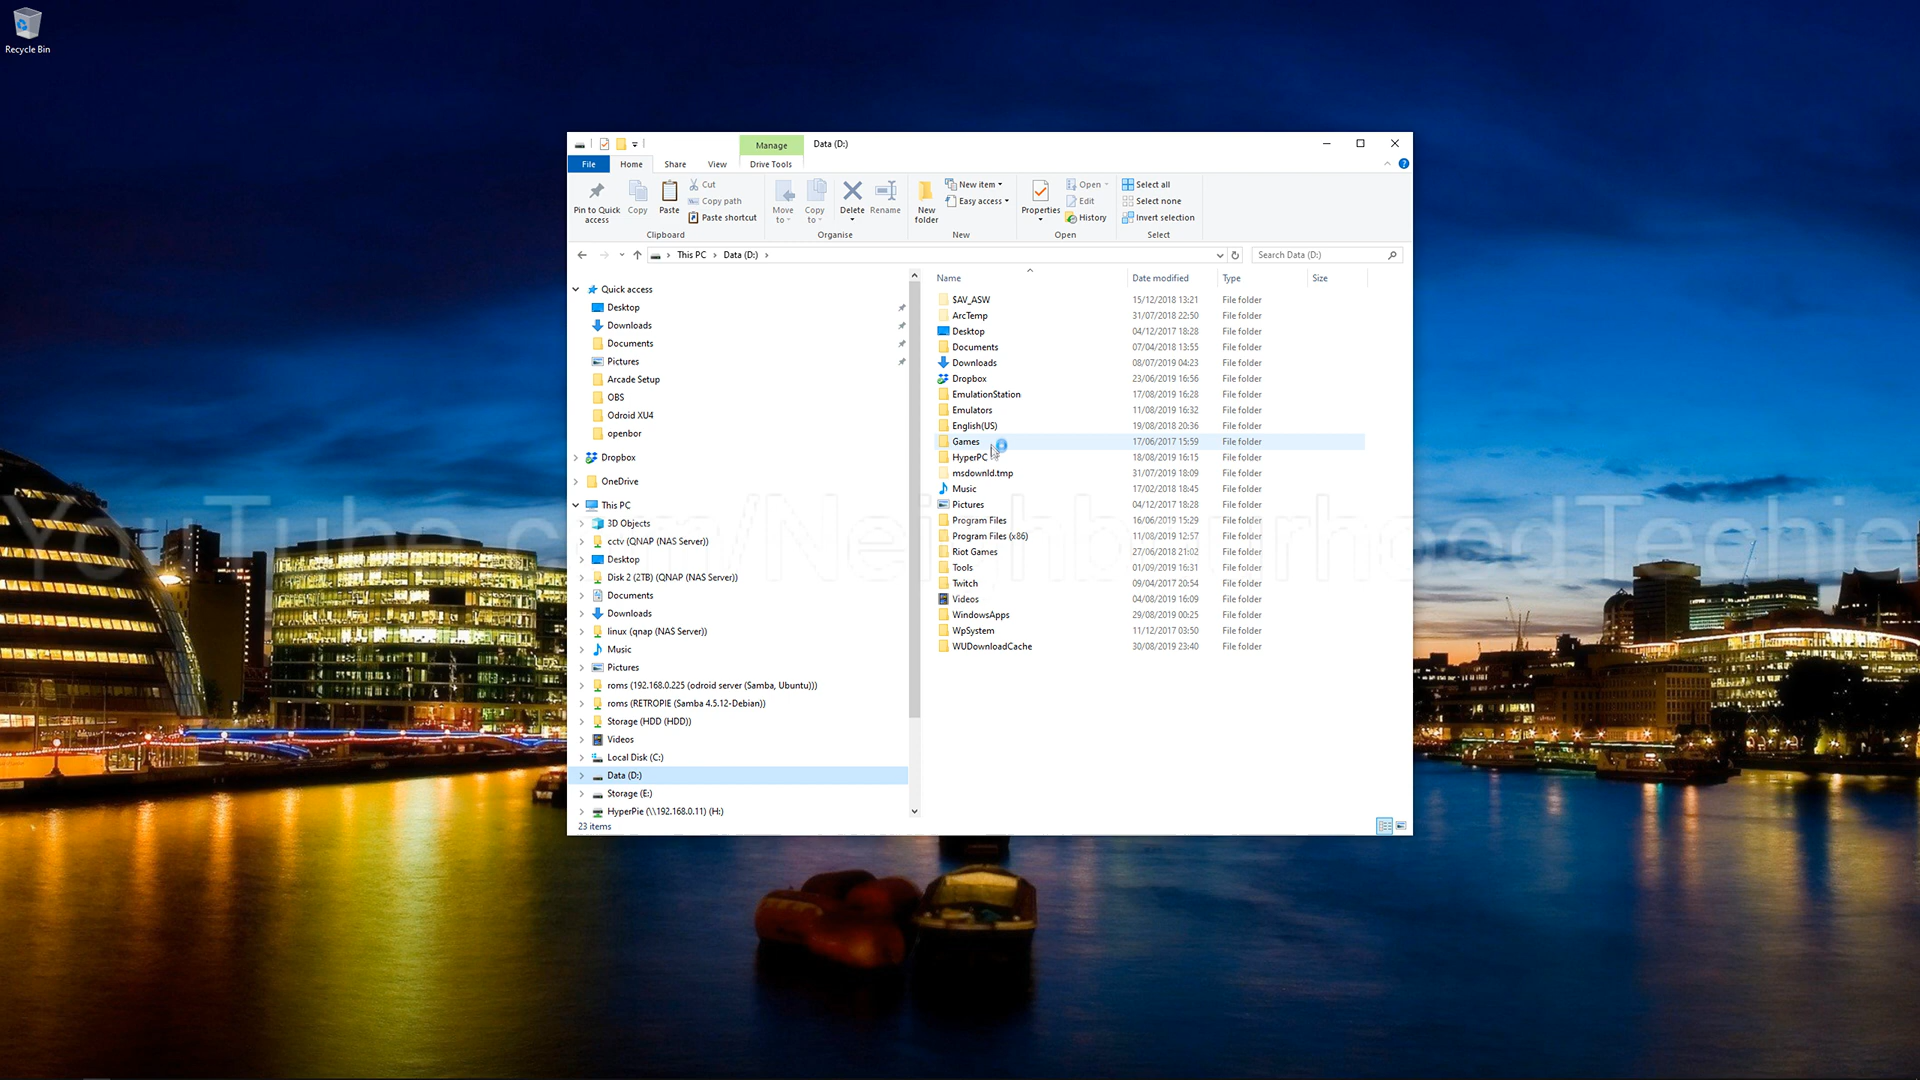 Recycle Bin
Manage
Data (D:)
File
Home
Share
View
Drive Tools
Pin to Quick access
Copy
Paste
Cut
Copy path
Paste shortcut
Clipboard
Move to
Copy to
Delete
Rename
Organise
New folder
New item
Easy access
New
Properties
Open
Edit
History
Open
Select all
Select none
Invert selection
Select
This PC
Data (D:)
Search Data (D:)
Quick access
Desktop
Downloads
Documents
Pictures
Arcade Setup
OBS
Odroid XU4
openbor
Dropbox
OneDrive
This PC
3D Objects
cctv (QNAP (NAS Server))
Desktop
Disk 2 (2TB) (QNAP (NAS Server))
Documents
Downloads
linux (qnap (NAS Server))
Music
Pictures
roms (192.168.0.225 (odroid server (Samba, Ubuntu)))
roms (RETROPIE (Samba 4.5.12-Debian))
Storage (HDD (HDD))
Videos
Local Disk (C:)
Data (D:)
Storage (E:)
HyperPie (\\192.168.0.11) (H:)
23 items
Name Date modified Type Size
$AV_ASW 15/12/2018 13:21 File folder
ArcTemp 31/07/2018 22:50 File folder
Desktop 04/12/2017 18:28 File folder
Documents 07/04/2018 13:55 File folder
Downloads 08/07/2019 04:23 File folder
Dropbox 23/06/2019 16:56 File folder
EmulationStation 17/08/2019 16:28 File folder
Emulators 11/08/2019 16:32 File folder
English(US) 19/08/2018 20:36 File folder
Games 17/06/2017 15:59 File folder
HyperPC 18/08/2019 16:15 File folder
msdownld.tmp 31/07/2019 18:09 File folder
Music 17/02/2018 18:45 File folder
Pictures 04/12/2017 18:28 File folder
Program Files 16/06/2019 15:29 File folder
Program Files (x86) 11/08/2019 12:57 File folder
Riot Games 27/06/2018 21:02 File folder
Tools 01/09/2019 16:31 File folder
Twitch 09/04/2017 20:54 File folder
Videos 04/08/2019 16:09 File folder
WindowsApps 29/08/2019 00:25 File folder
WpSystem 11/12/2017 03:50 File folder
WUDownloadCache 30/08/2019 23:40 File folder
YouTube.com/NeighbourhoodTechie